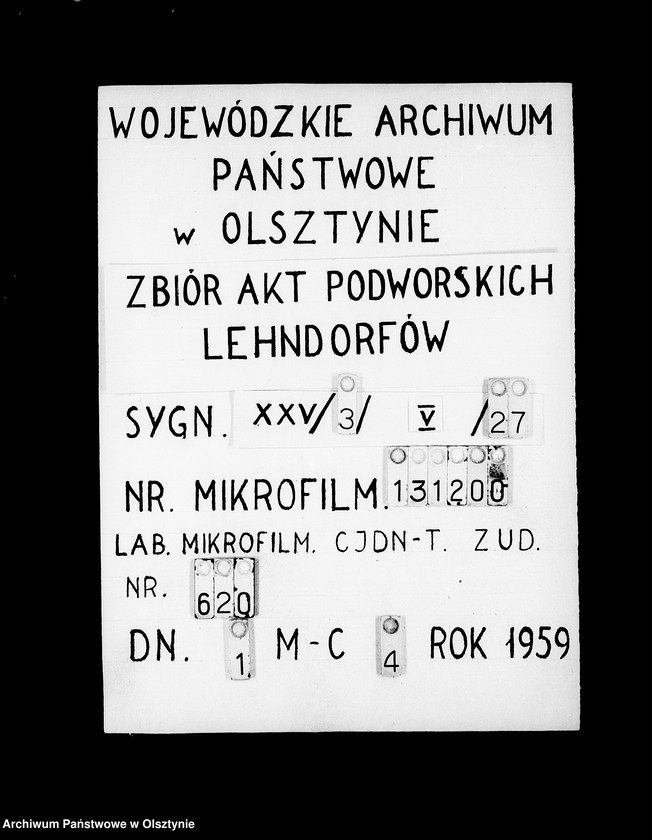 WOJEWÓDZKIE ARCHIWUM
PAŃSTWOWE
w OLSZTYNIE
ZBIÓR AKT PODWORSKICH
LEHNDORFÓW
SYGN. XXV/3/ V /27
NR. MIKROFILM. 131200
LAB. MIKROFILM. CJDN-T. ZUD.
NR. 620
DN. 1 M-C 4 ROK 1959
Archiwum Państwowe w Olsztynie